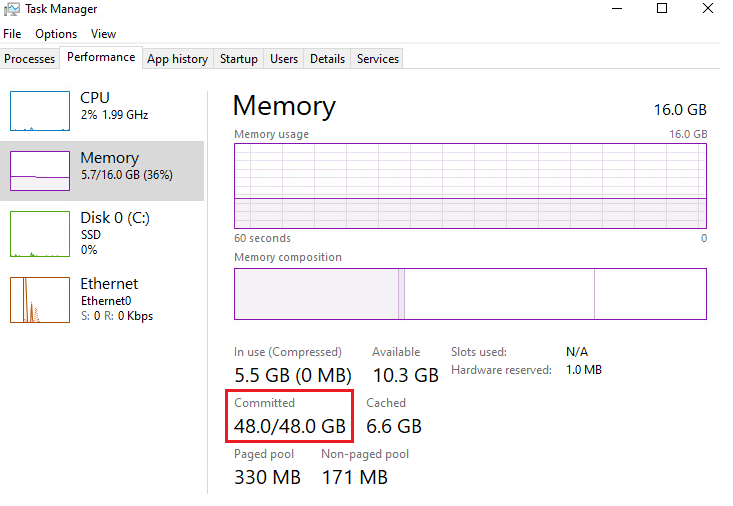 Task Manager
File Options View
Processes Performance App history Startup Users Details Services
CPU
2% 1.99 GHz
Memory
5.7/16.0 GB (36%)
Disk 0 (C:)
SSD
0%
Ethernet
Ethernet0
S: 0 R: 0 Kbps
Memory 16.0 GB
Memory usage 16.0 GB
60 seconds 0
Memory composition
In use (Compressed) Available Slots used: N/A
5.5 GB (0 MB) 10.3 GB Hardware reserved: 1.0 MB
Committed Cached
48.0/48.0 GB 6.6 GB
Paged pool Non-paged pool
330 MB 171 MB